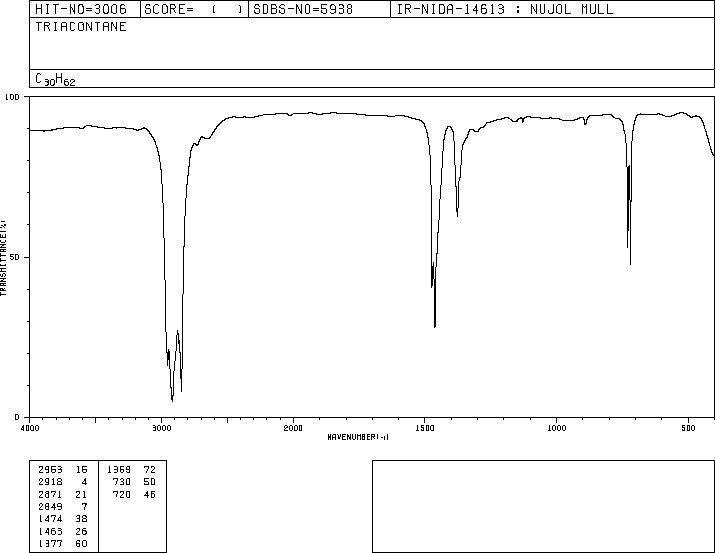 HIT-NO=3006 SCORE= ( ) SDBS-NO=5938 IR-NIDA-14613 : NUJOL MULL
TRIACONTANE
C30H62
100
50
0
TRANSMITTANCE(%)
4000 3000 2000 1500 1000 500
WAVENUMBER(-1)
2963 16 1369 72
2918 4 730 50
2871 21 720 46
2849 7
1474 38
1463 26
1377 60